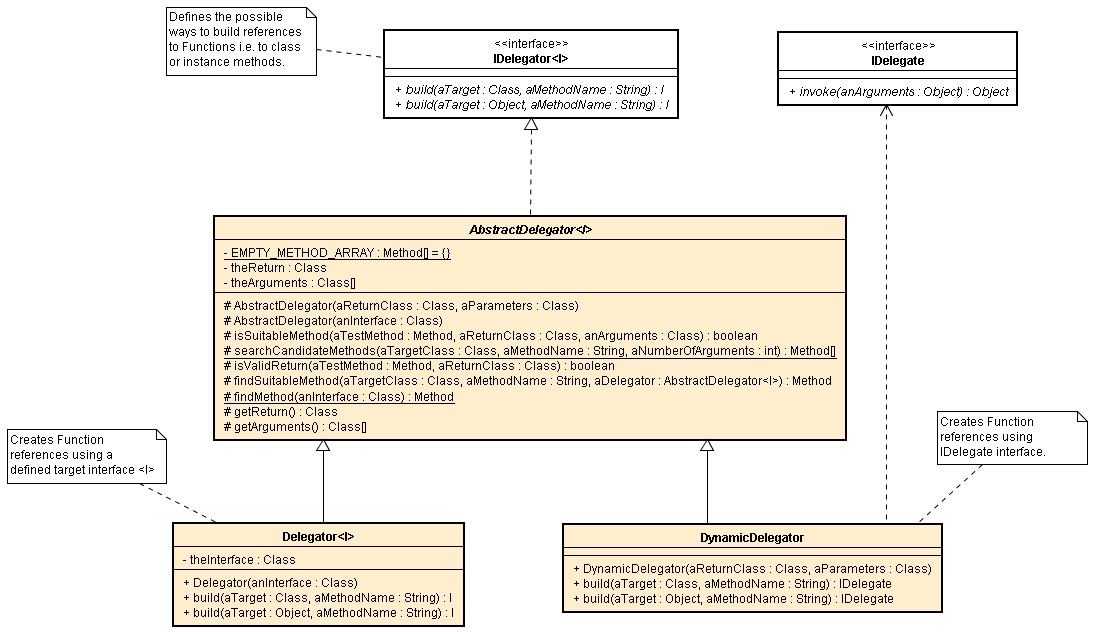 Defines the possible
ways to build references
to Functions i.e. to class
or instance methods.
<<interface>>
IDelegator<I>
+ build(aTarget : Class, aMethodName : String) : I
+ build(aTarget : Object, aMethodName : String) : I
<<interface>>
IDelegate
+ invoke(anArguments : Object) : Object
AbstractDelegator<I>
- EMPTY_METHOD_ARRAY : Method[] = {}
- theReturn : Class
- theArguments : Class[]
# AbstractDelegator(aReturnClass : Class, aParameters : Class)
# AbstractDelegator(anInterface : Class)
# isSuitableMethod(aTestMethod : Method, aReturnClass : Class, anArguments : Class) : boolean
# searchCandidateMethods(aTargetClass : Class, aMethodName : String, aNumberOfArguments : int) : Method[]
# isValidReturn(aTestMethod : Method, aReturnClass : Class) : boolean
# findSuitableMethod(aTargetClass : Class, aMethodName : String, aDelegator : AbstractDelegator<I>) : Method
# findMethod(anInterface : Class) : Method
# getReturn() : Class
# getArguments() : Class[]
Creates Function
references using a
defined target interface <I>
Creates Function
references using
IDelegate interface.
Delegator<I>
- theInterface : Class
+ Delegator(anInterface : Class)
+ build(aTarget : Class, aMethodName : String) : I
+ build(aTarget : Object, aMethodName : String) : I
DynamicDelegator
+ DynamicDelegator(aReturnClass : Class, aParameters : Class)
+ build(aTarget : Class, aMethodName : String) : IDelegate
+ build(aTarget : Object, aMethodName : String) : IDelegate